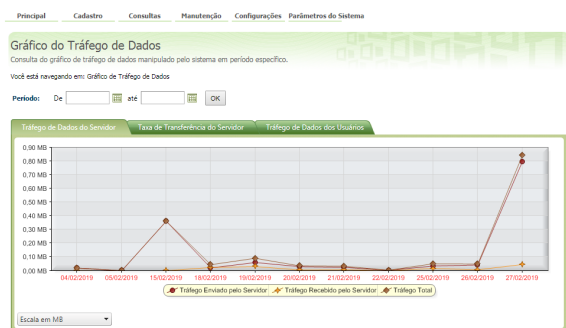 Principal Cadastro Consultas Manutenção Configurações Parâmetros do Sistema
Gráfico do Tráfego de Dados
Consulta do gráfico de tráfego de dados manipulado pelo sistema em período específico.
Você está navegando em: Gráfico de Tráfego de Dados
Período: De até OK
Tráfego de Dados do Servidor Taxa de Transferência do Servidor Tráfego de Dados dos Usuários
0,90 MB
0,80 MB
0,70 MB
0,60 MB
0,50 MB
0,40 MB
0,30 MB
0,20 MB
0,10 MB
0,00 MB
04/02/2019 05/02/2019 15/02/2019 18/02/2019 19/02/2019 20/02/2019 21/02/2019 22/02/2019 25/02/2019 26/02/2019 27/02/2019
Tráfego Enviado pelo Servidor Tráfego Recebido pelo Servidor Tráfego Total
Escala em MB